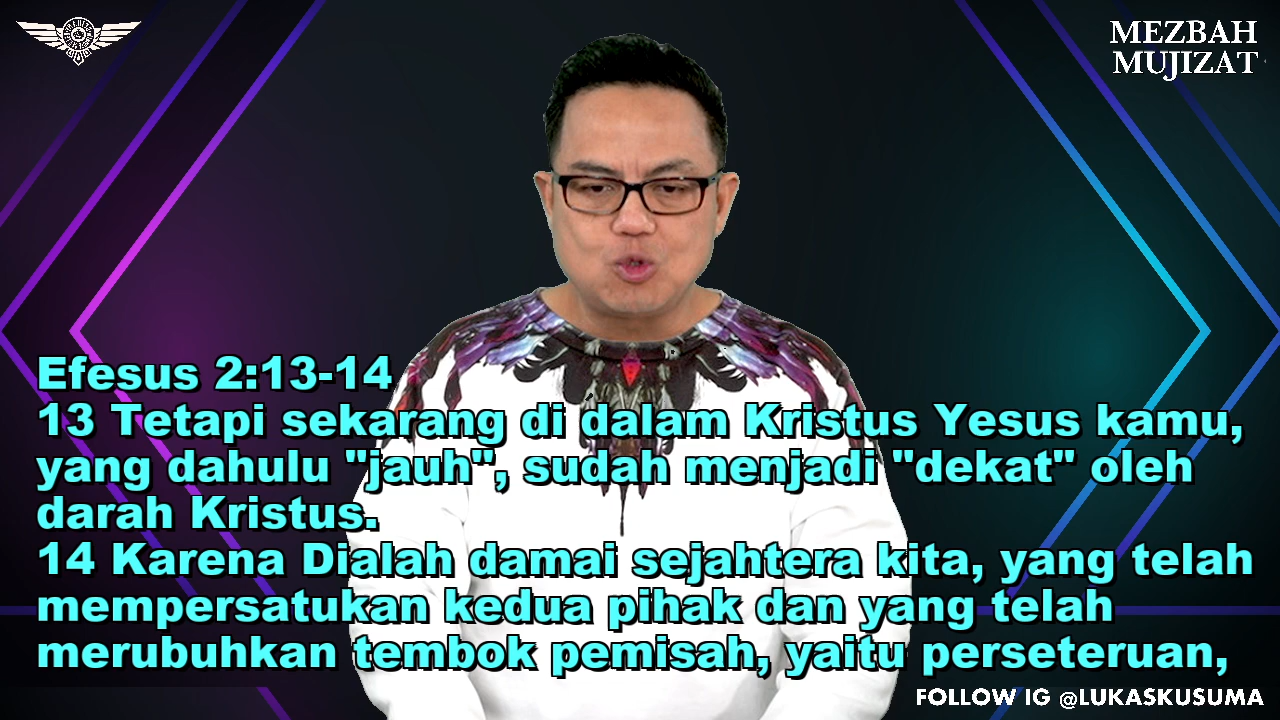 MEZBAH
MUJIZAT
Efesus 2:13-14
13 Tetapi sekarang di dalam Kristus Yesus kamu,
yang dahulu "jauh", sudah menjadi "dekat" oleh
darah Kristus.
14 Karena Dialah damai sejahtera kita, yang telah
mempersatukan kedua pihak dan yang telah
merubuhkan tembok pemisah, yaitu perseteruan,
FOLLOW IG @LUKASKUSUMA